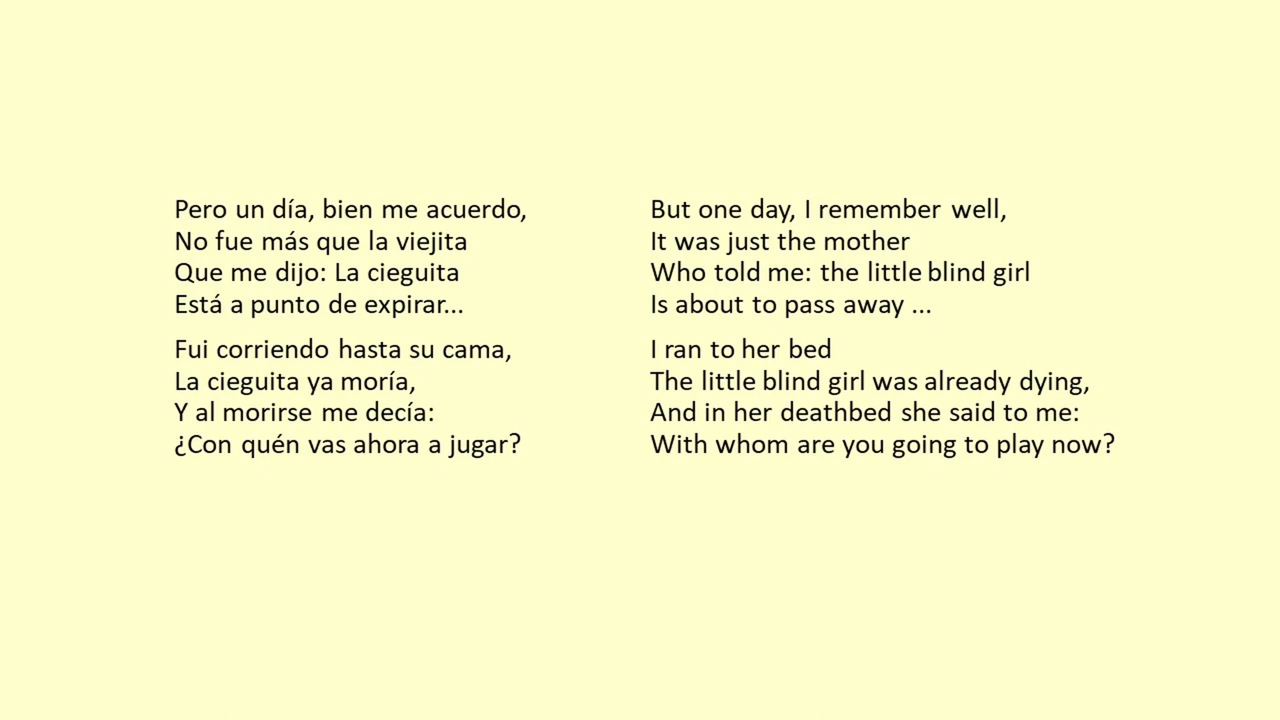 Pero un día, bien me acuerdo,
No fue más que la viejita
Que me dijo: La cieguita
Está a punto de expirar...
Fui corriendo hasta su cama,
La cieguita ya moría,
Y al morirse me decía:
¿Con quén vas ahora a jugar?
But one day, I remember well,
It was just the mother
Who told me: the little blind girl
Is about to pass away ...
I ran to her bed
The little blind girl was already dying,
And in her deathbed she said to me:
With whom are you going to play now?